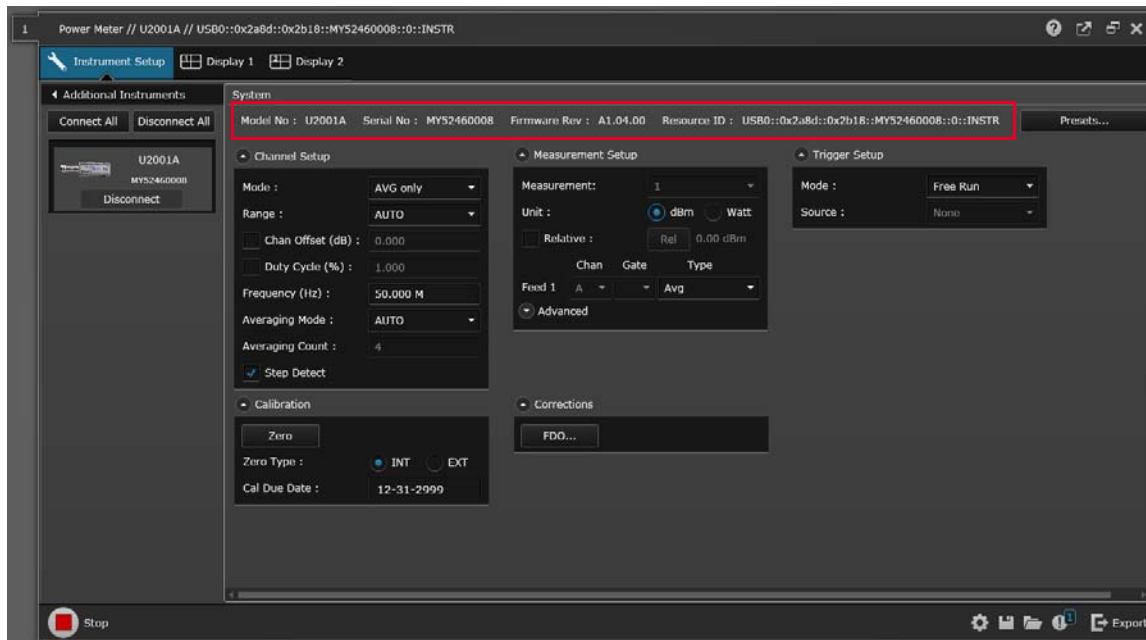 1 Power Meter // U2001A // USB0::0x2a8d::0x2b18::MY52460008::0::INSTR
Instrument Setup 1 Display 1 2 Display 2
Additional Instruments
Connect All Disconnect All
U2001A
MY52460008
Disconnect
System
Model No : U2001A Serial No : MY52460008 Firmware Rev : A1.04.00 Resource ID : USB0::0x2a8d::0x2b18::MY52460008::0::INSTR Presets...
Channel Setup
Mode : AVG only
Range : AUTO
Chan Offset (dB) : 0.000
Duty Cycle (%) : 1.000
Frequency (Hz) : 50.000 M
Averaging Mode : AUTO
Averaging Count : 4
Step Detect
Measurement Setup
Measurement: 1
Unit : dBm Watt
Relative : Rel 0.00 dBm
Chan Gate Type
Feed 1 A Avg
Advanced
Trigger Setup
Mode : Free Run
Source : None
Calibration
Zero
Zero Type : INT EXT
Cal Due Date : 12-31-2999
Corrections
FDO...
Stop
1
Export